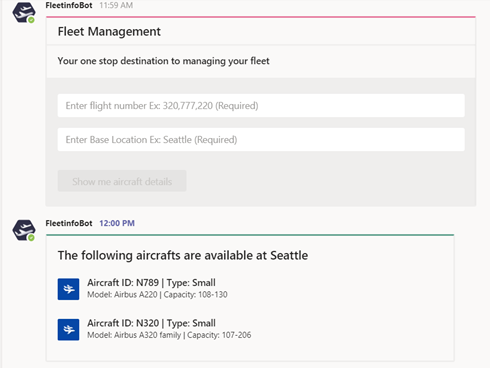 FleetinfoBot 11:59 AM
Fleet Management
Your one stop destination to managing your fleet
Enter flight number Ex: 320,777,220 (Required)
Enter Base Location Ex: Seattle (Required)
Show me aircraft details
FleetinfoBot 12:00 PM
The following aircrafts are available at Seattle
Aircraft ID: N789 | Type: Small
Model: Airbus A220 | Capacity: 108-130
Aircraft ID: N320 | Type: Small
Model: Airbus A320 family | Capacity: 107-206